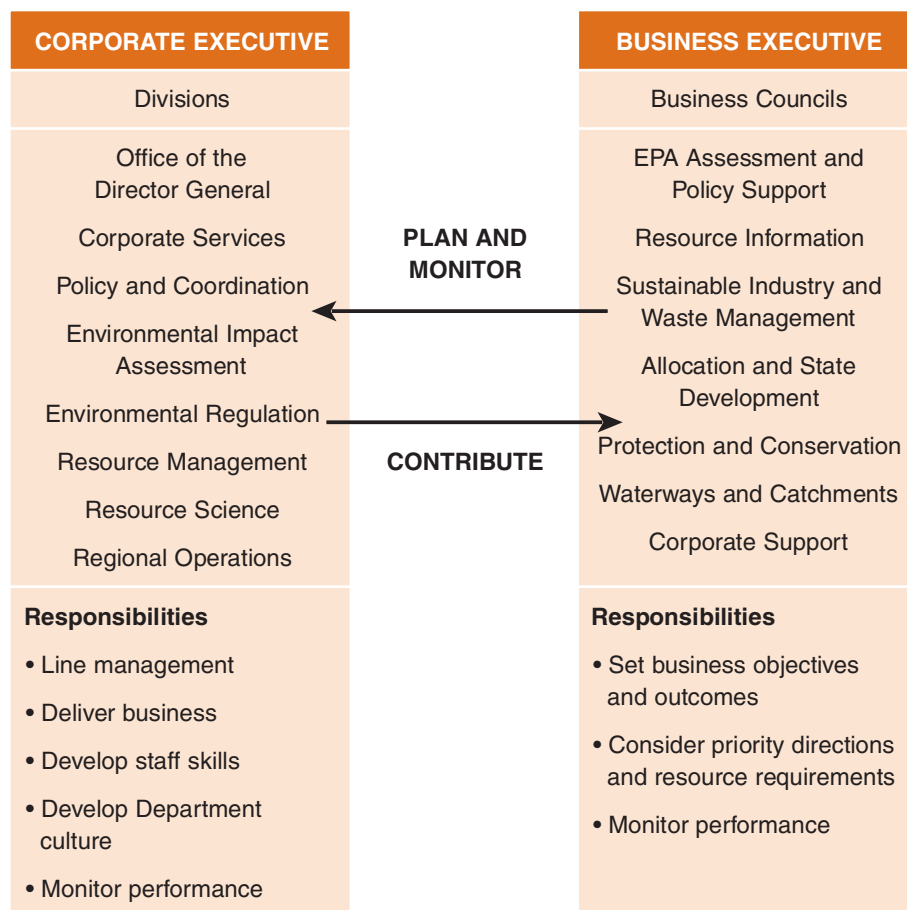 CORPORATE EXECUTIVE
Divisions
Office of the
Director General
Corporate Services
Policy and Coordination
Environmental Impact
Assessment
Environmental Regulation
Resource Management
Resource Science
Regional Operations
Responsibilities
• Line management
• Deliver business
• Develop staff skills
• Develop Department
culture
• Monitor performance
PLAN AND
MONITOR
CONTRIBUTE
BUSINESS EXECUTIVE
Business Councils
EPA Assessment and
Policy Support
Resource Information
Sustainable Industry and
Waste Management
Allocation and State
Development
Protection and Conservation
Waterways and Catchments
Corporate Support
Responsibilities
• Set business objectives
and outcomes
• Consider priority directions
and resource requirements
• Monitor performance